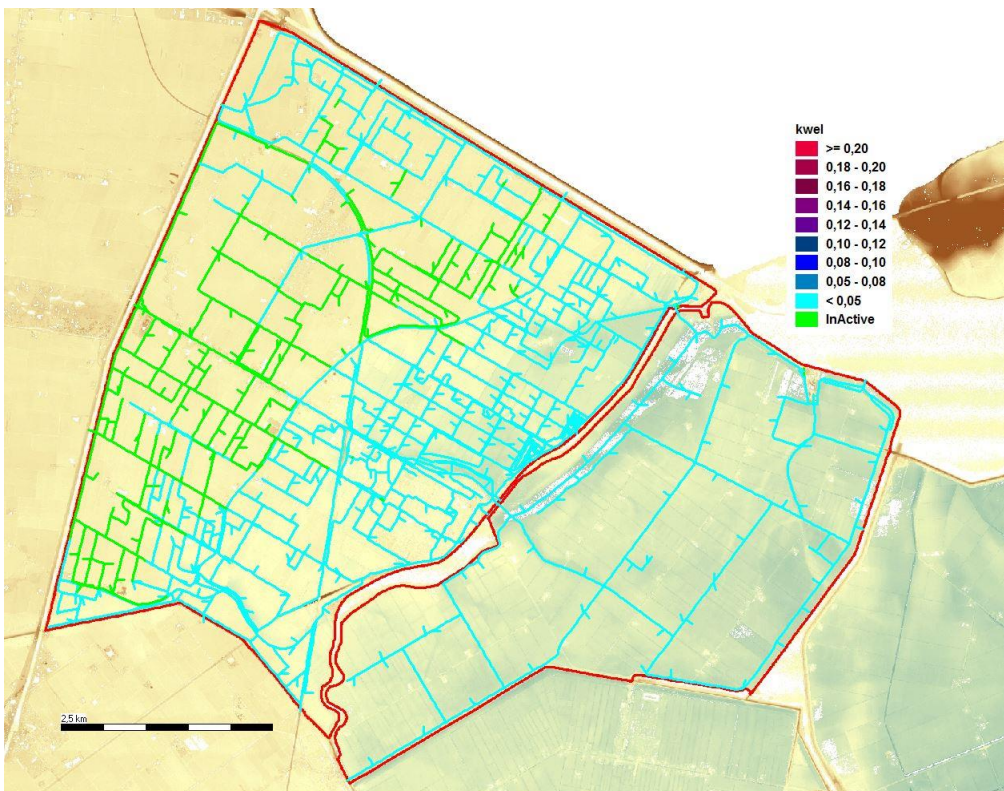 kwel
>= 0,20
0,18 - 0,20
0,16 - 0,18
0,14 - 0,16
0,12 - 0,14
0,10 - 0,12
0,08 - 0,10
0,05 - 0,08
< 0,05
InActive
2,5 km